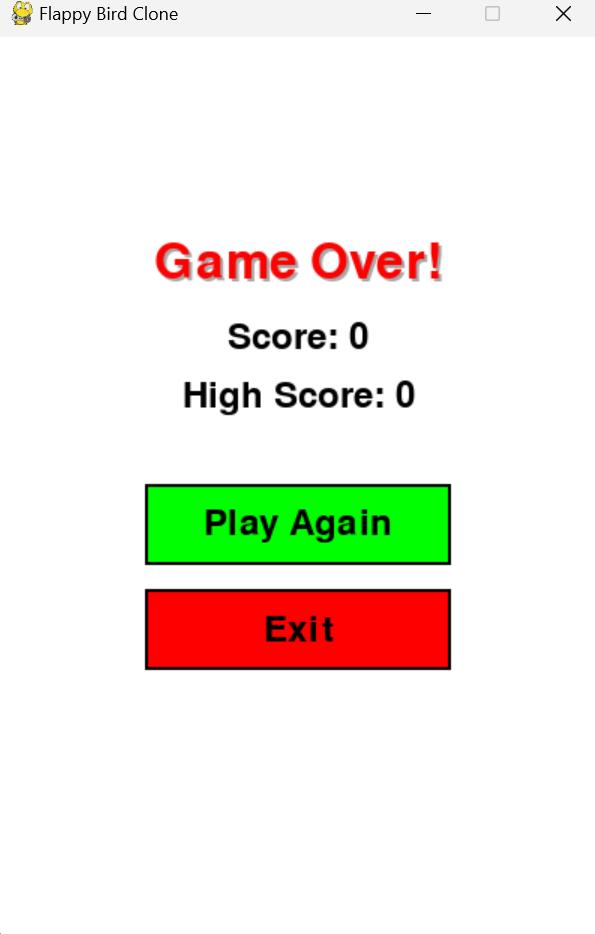 Flappy Bird Clone
Game Over!
Score: 0
High Score: 0
Play Again
Exit